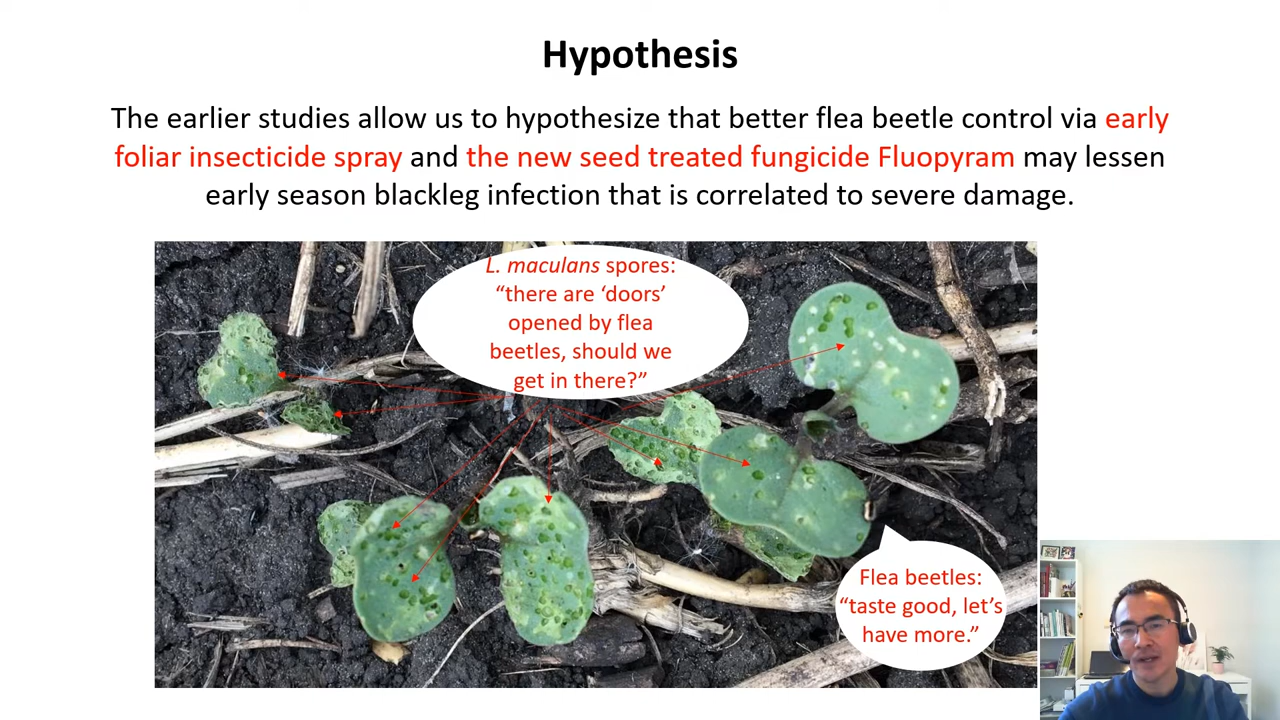 Hypothesis
The earlier studies allow us to hypothesize that better flea beetle control via early
foliar insecticide spray and the new seed treated fungicide Fluopyram may lessen
early season blackleg infection that is correlated to severe damage.
L. maculans spores:
“there are ‘doors’
opened by flea
beetles, should we
get in there?”
Flea beetles:
“taste good, let’s
have more.”